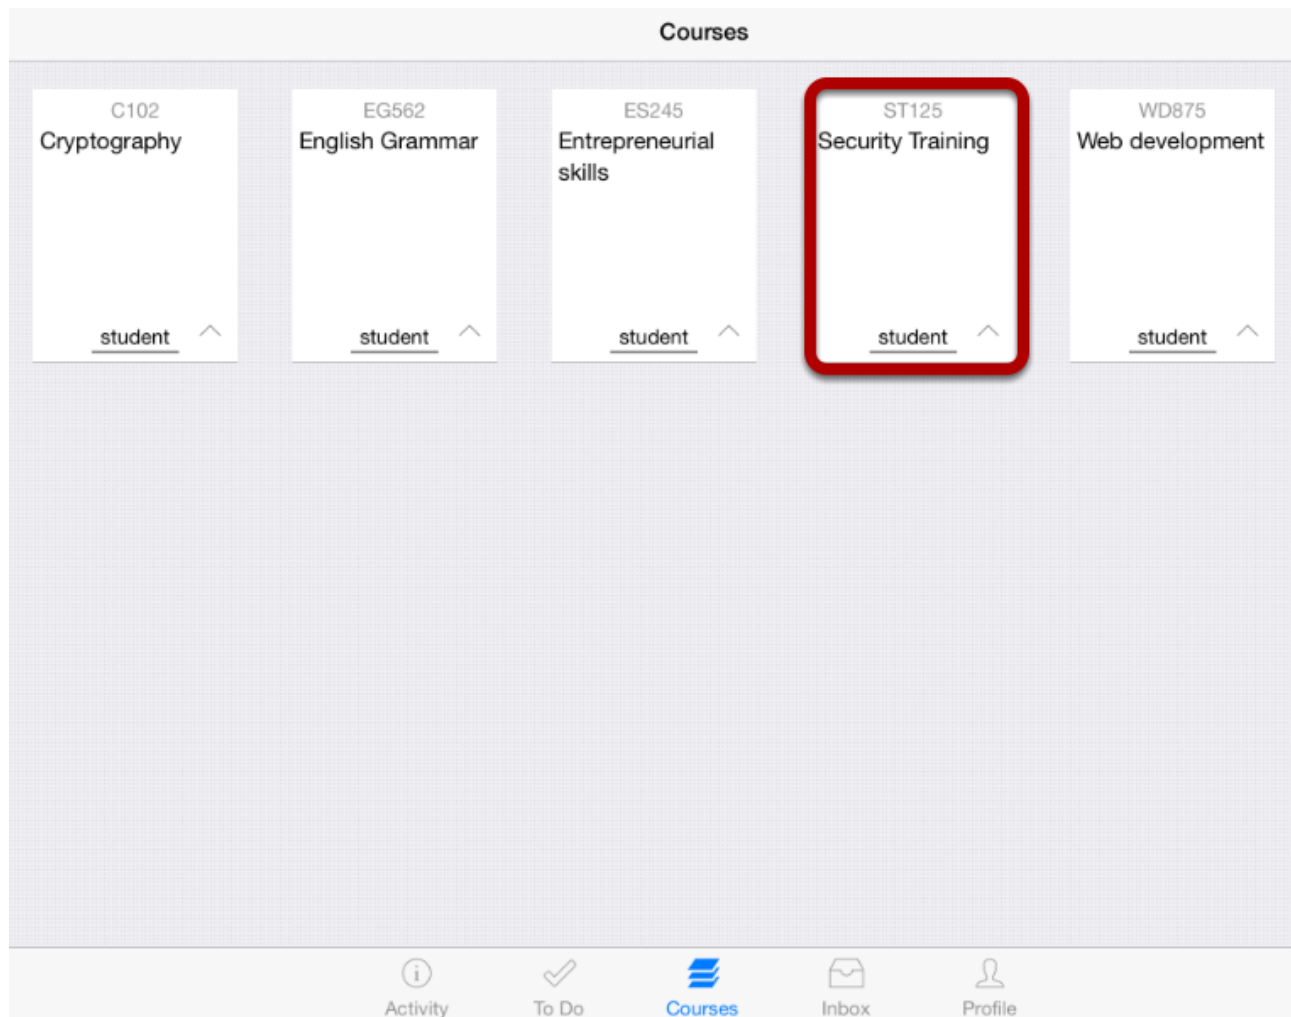 Courses
C102
Cryptography
student
EG562
English Grammar
student
ES245
Entrepreneurial
skills
student
ST125
Security Training
student
WD875
Web development
student
Activity
To Do
Courses
Inbox
Profile